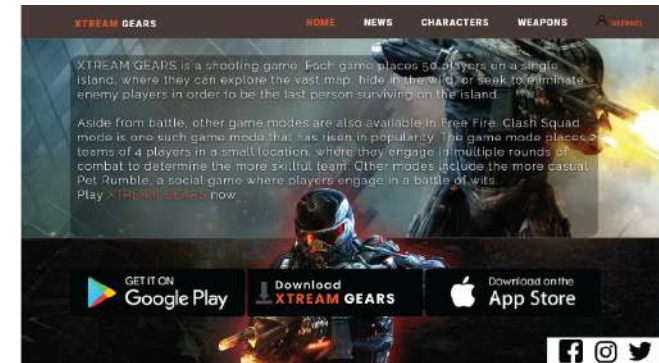 XTREAM GEARS
HOME NEWS CHARACTERS WEAPONS
XTREAM GEARS is a shooting game. Each game places 50 players on a single
island, where they can explore the vast map, hide in the wild, or seek to eliminate
enemy players in order to be the last person surviving on the island.
Aside from battle, other game modes are also available in Free Fire. Clash Squad
mode is one such game mode that has risen in popularity. The game mode places
teams of 4 players in a small location, where they engage in multiple rounds of
combat to determine the more skillful team. Other modes include the more casual
Pet Rumble, a social game where players engage in a battle of wits.
Play XTREAM GEARS now
GET IT ON
Google Play
Download
XTREAM GEARS
Download on the
App Store